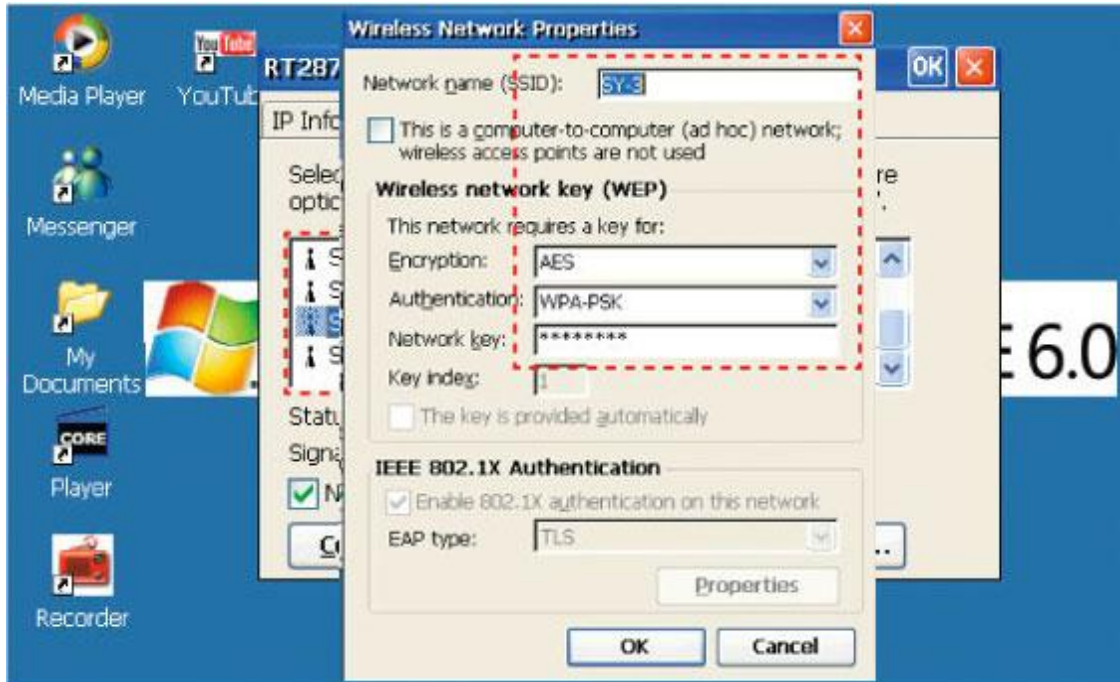 Media Player
You Tube
YouTub
Messenger
My
Documents
CORE
Player
Recorder
RT287
OK
IP Info
Selec
optic
re
S
S
S
S
Statu
Signa
N
E 6.0
Wireless Network Properties
Network name (SSID): SY-3
This is a computer-to-computer (ad hoc) network;
wireless access points are not used
Wireless network key (WEP)
This network requires a key for:
Encryption: AES
Authentication: WPA-PSK
Network key: ********
Key index: 1
The key is provided automatically
IEEE 802.1X Authentication
Enable 802.1X authentication on this network
EAP type: TLS
Properties
OK Cancel